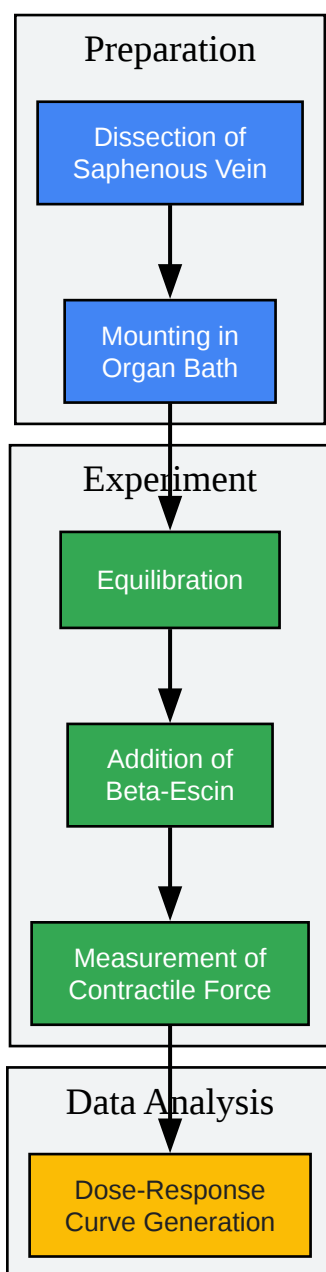 Preparation
Dissection of
Saphenous Vein
Mounting in
Organ Bath
Experiment
Equilibration
Addition of
Beta-Escin
Measurement of
Contractile Force
Data Analysis
Dose-Response
Curve Generation